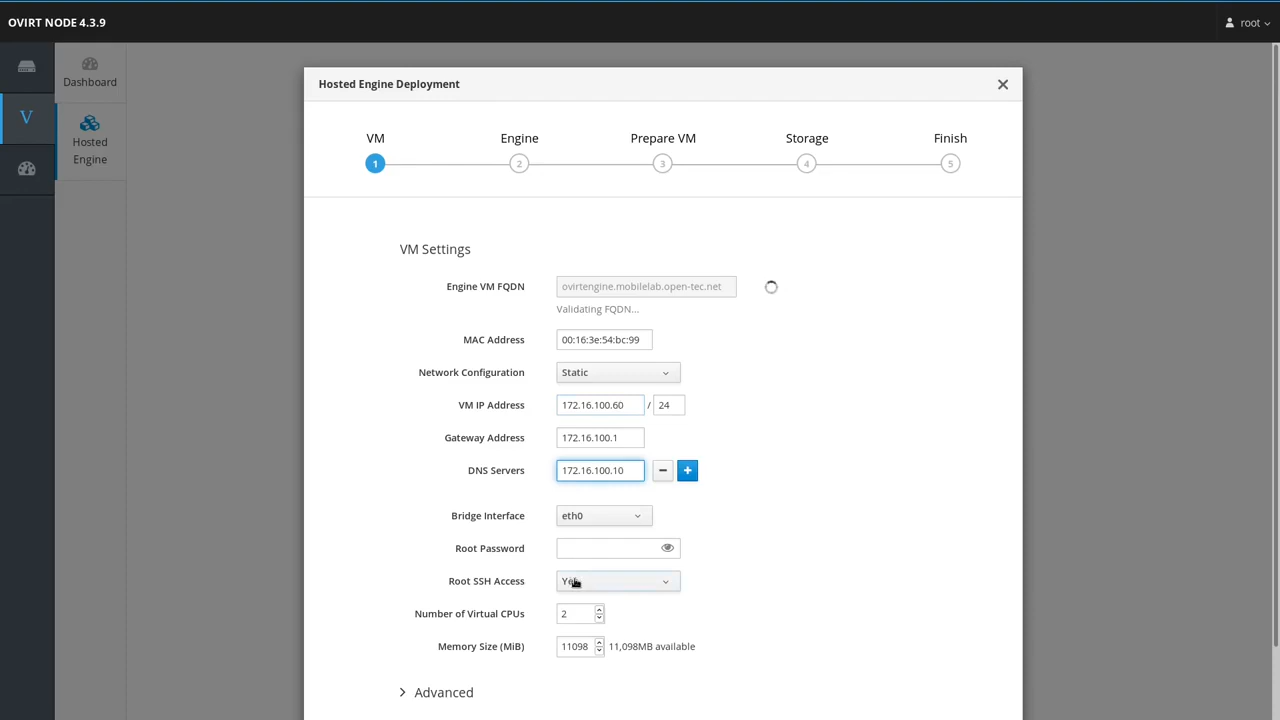 OVIRT NODE 4.3.9
root
Dashboard
V
Hosted
Engine
Hosted Engine Deployment
VM
Engine
Prepare VM
Storage
Finish
1
2
3
4
5
VM Settings
Engine VM FQDN
ovirtengine.mobilelab.open-tec.net
Validating FQDN...
MAC Address
00:16:3e:54:bc:99
Network Configuration
Static
VM IP Address
172.16.100.60 / 24
Gateway Address
172.16.100.1
DNS Servers
172.16.100.10
Bridge Interface
eth0
Root Password
Root SSH Access
Yes
Number of Virtual CPUs
2
Memory Size (MiB)
11098 11,098MB available
Advanced